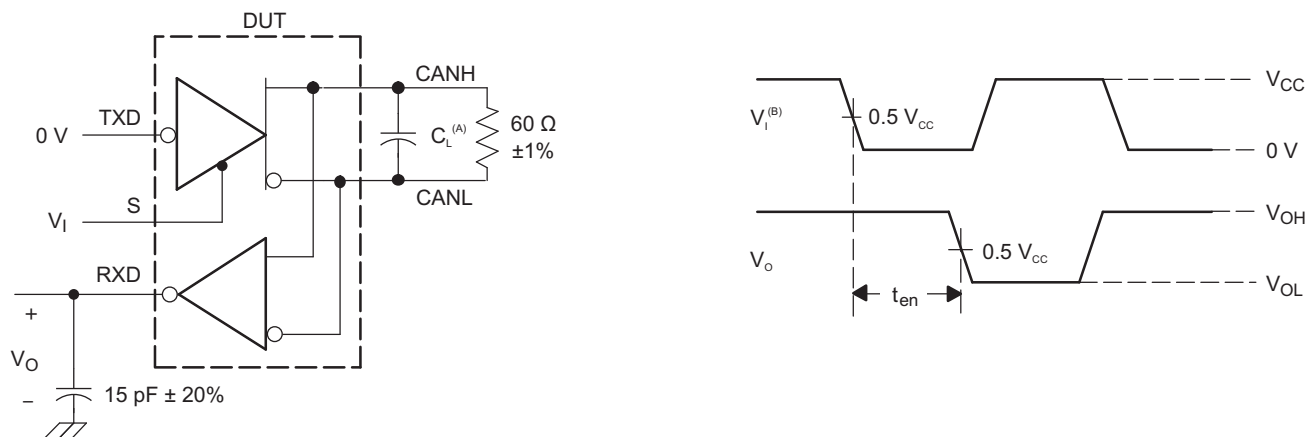 DUT
CANH
TXD
0 V
C_L^(A)
60 Ω
±1%
S
V_I
CANL
RXD
+
V_O
–
15 pF ± 20%
V_CC
V_I^(B)
0.5 V_CC
0 V
V_OH
V_O
0.5 V_CC
t_en
V_OL